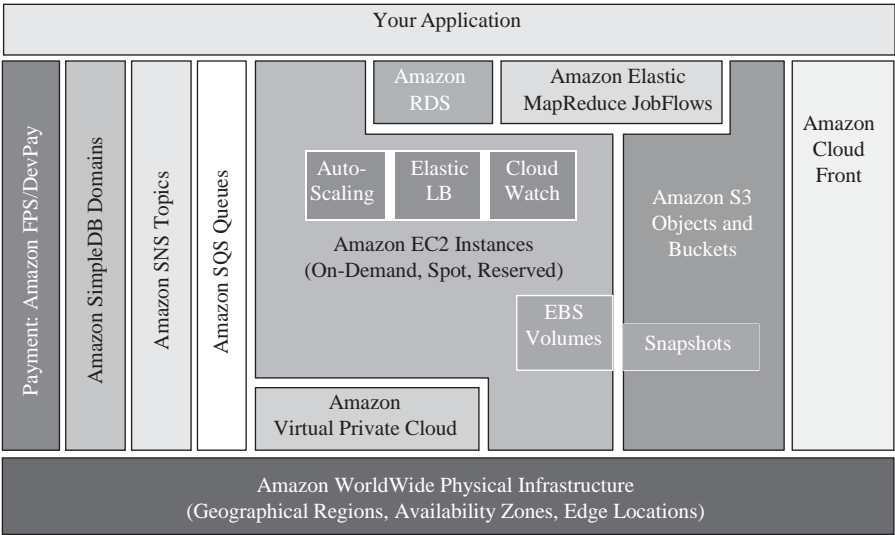 Your Application
Payment: Amazon FPS/DevPay
Amazon SimpleDB Domains
Amazon SNS Topics
Amazon SQS Queues
Amazon
RDS
Amazon Elastic
MapReduce JobFlows
Auto-
Scaling
Elastic
LB
Cloud
Watch
Amazon EC2 Instances
(On-Demand, Spot, Reserved)
EBS
Volumes
Amazon
Virtual Private Cloud
Amazon S3
Objects and
Buckets
Snapshots
Amazon
Cloud
Front
Amazon WorldWide Physical Infrastructure
(Geographical Regions, Availability Zones, Edge Locations)